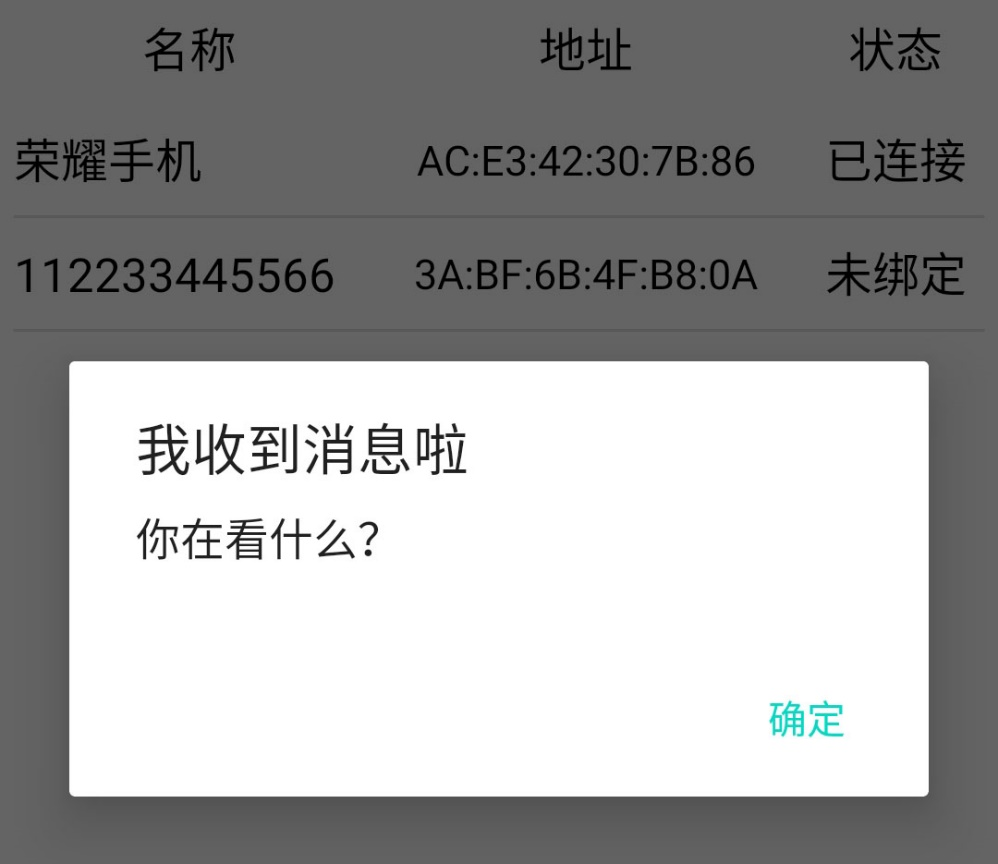 名称 地址 状态
荣耀手机 AC:E3:42:30:7B:86 已连接
112233445566 3A:BF:6B:4F:B8:0A 未绑定
我收到消息啦
你在看什么？
确定